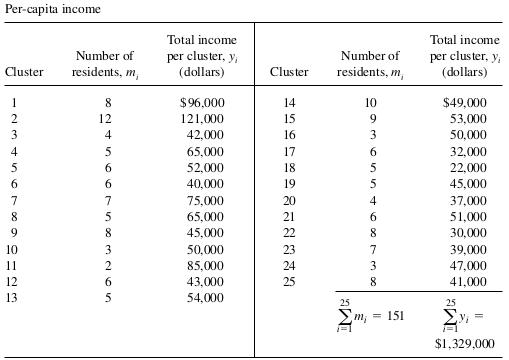 Per-capita income
Cluster Number of residents, mᵢ Total income per cluster, yᵢ (dollars) Cluster Number of residents, mᵢ Total income per cluster, yᵢ (dollars)
1 8 $96,000 14 10 $49,000
2 12 121,000 15 9 53,000
3 4 42,000 16 3 50,000
4 5 65,000 17 6 32,000
5 6 52,000 18 5 22,000
6 6 40,000 19 5 45,000
7 7 75,000 20 4 37,000
8 5 65,000 21 6 51,000
9 8 45,000 22 8 30,000
10 3 50,000 23 7 39,000
11 2 85,000 24 3 47,000
12 6 43,000 25 8 41,000
13 5 54,000
25 25
∑mᵢ = 151 ∑yᵢ =
i=1 i=1
$1,329,000